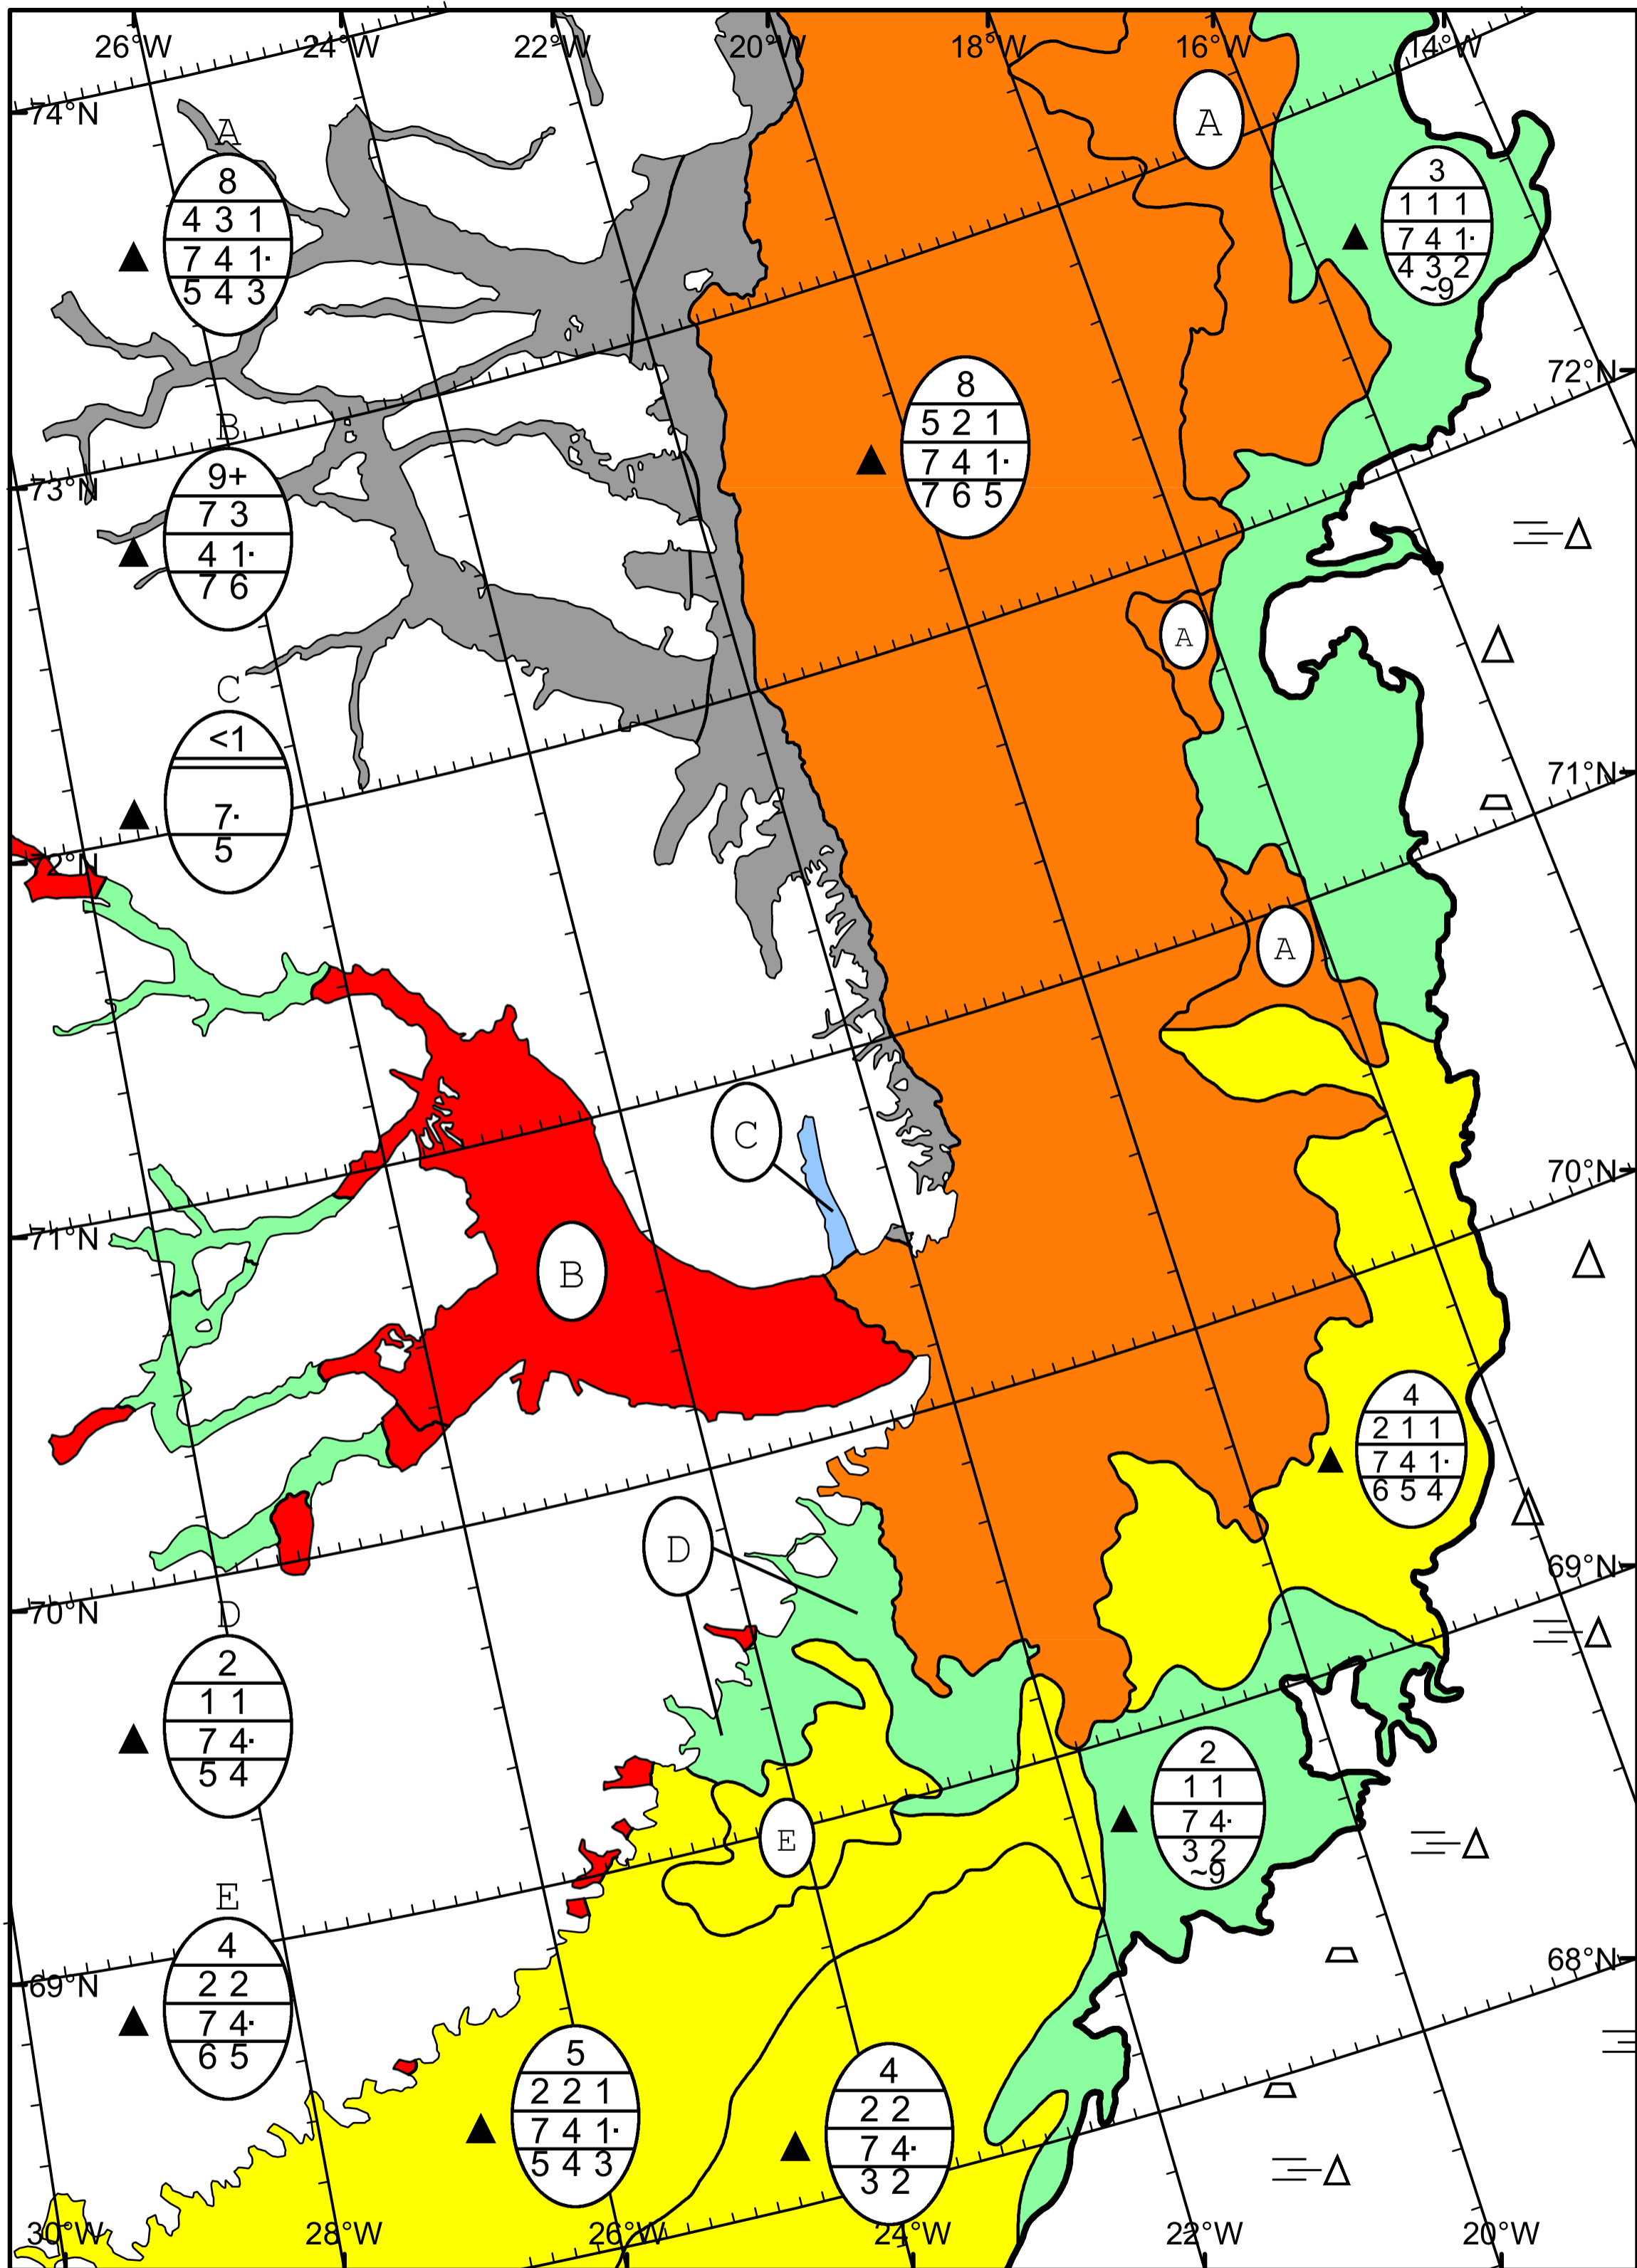 26°W 24°W 22°W 20°W 18°W 16°W 14°W
74°N
A
8
4 3 1
7 4 1·
5 4 3
A
3
1 1 1
7 4 1·
4 3 2
~9
72°N
8
5 2 1
7 4 1·
7 6 5
B
9+
7 3
4 1·
7 6
73°N
A
C
<1
7·
5
71°N
72°N
A
C
70°N
71°N
B
4
2 1 1
7 4 1·
6 5 4
D
69°N
70°N
D
2
1 1
7 4·
5 4
2
1 1
7 4·
3 2
~9
E
E
4
2 2
7 4·
6 5
68°N
69°N
5
2 2 1
7 4 1·
5 4 3
4
2 2
7 4·
3 2
30°W 28°W 26°W 24°W 22°W 20°W